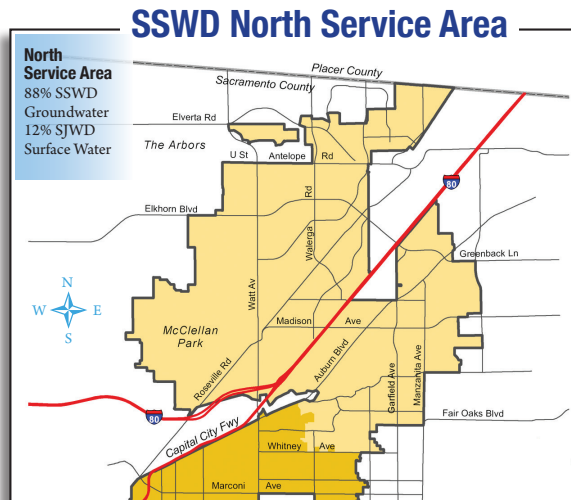 SSWD North Service Area
North
Service Area
88% SSWD
Groundwater
12% SJWD
Surface Water
Placer County
Sacramento County
Elverta Rd
The Arbors
U St
Antelope Rd
80
Elkhorn Blvd
Walerga Rd
Greenback Ln
N
W E
S
Watt Av
McClellan
Park
Madison Ave
Roseville Rd
Auburn Blvd
Garfield Ave
Manzanita Ave
80
Capital City Fwy
Fair Oaks Blvd
Whitney Ave
Marconi Ave